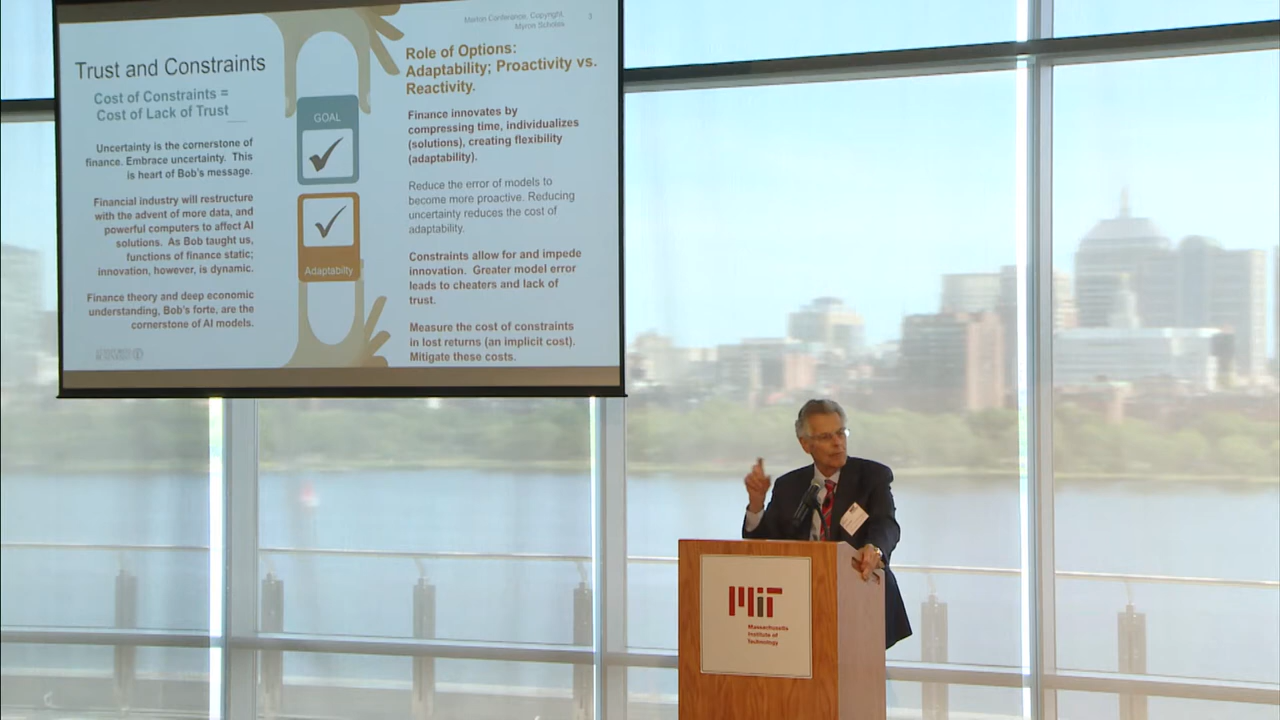 Merton Conference, Copyright,
Myron Scholes
3
Trust and Constraints
Cost of Constraints =
Cost of Lack of Trust
Uncertainty is the cornerstone of
finance. Embrace uncertainty. This
is heart of Bob's message.
Financial industry will restructure
with the advent of more data, and
powerful computers to affect AI
solutions. As Bob taught us,
functions of finance static;
innovation, however, is dynamic.
Finance theory and deep economic
understanding, Bob's forte, are the
cornerstone of AI models.
GOAL
Adaptabilty
Role of Options:
Adaptability; Proactivity vs.
Reactivity.
Finance innovates by
compressing time, individualizes
(solutions), creating flexibility
(adaptability).
Reduce the error of models to
become more proactive. Reducing
uncertainty reduces the cost of
adaptability.
Constraints allow for and impede
innovation. Greater model error
leads to cheaters and lack of
trust.
Measure the cost of constraints
in lost returns (an implicit cost).
Mitigate these costs.
MIT
Massachusetts
Institute of
Technology